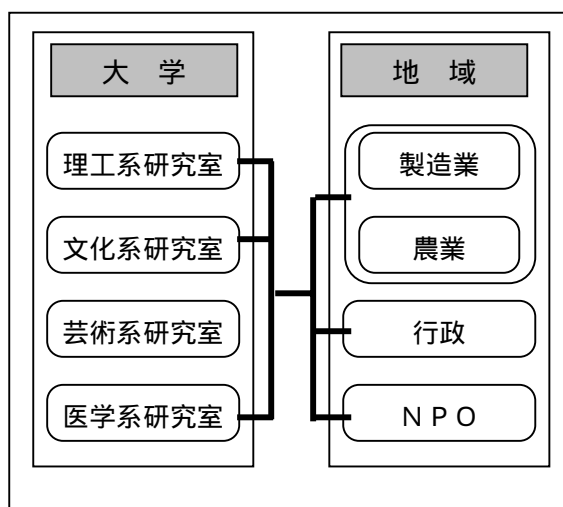 大　学
理工系研究室
文化系研究室
芸術系研究室
医学系研究室
地　域
製造業
農業
行政
ＮＰＯ